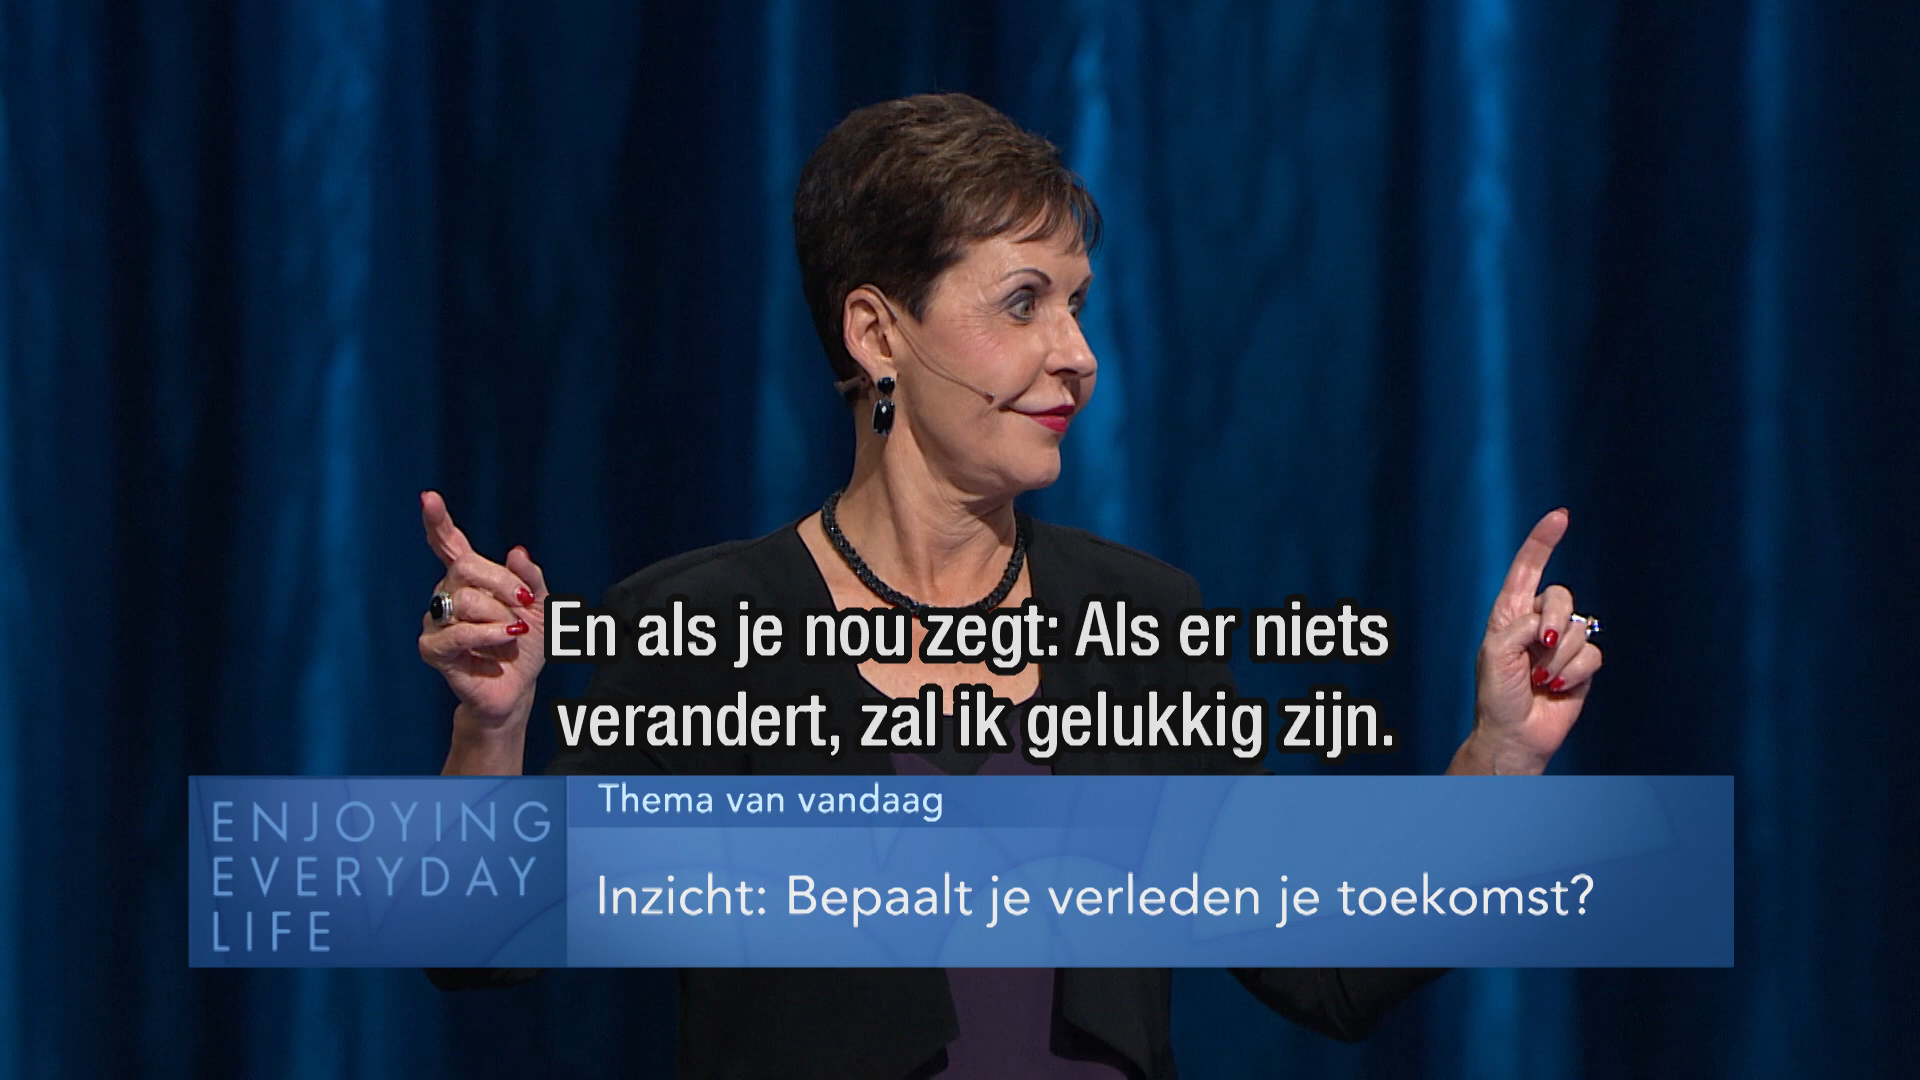 En als je nou zegt: Als er niets
verandert, zal ik gelukkig zijn.
ENJOYING
EVERYDAY
LIFE
Thema van vandaag
Inzicht: Bepaalt je verleden je toekomst?